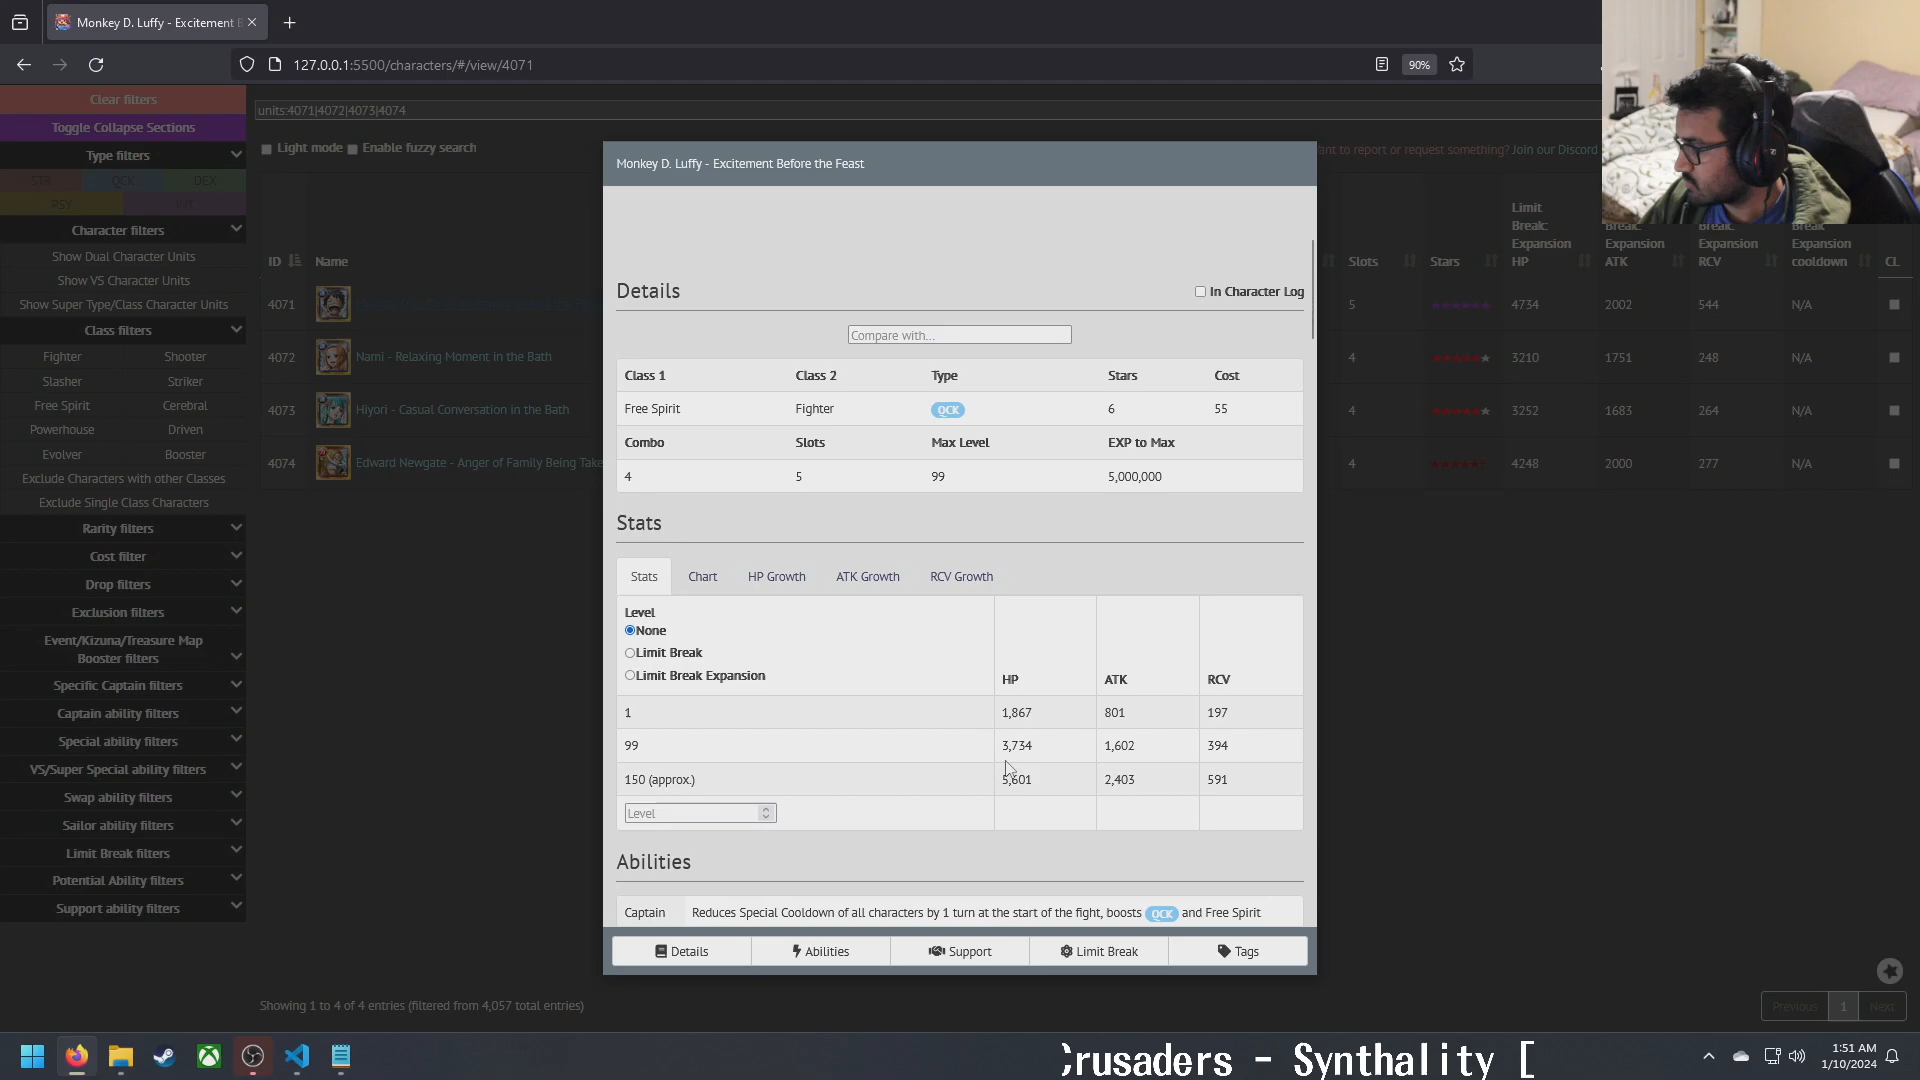 Monkey D. Luffy - Excitement B
127.0.0.1:5500/characters/#/view/4071
90%
Clear filters
Toggle Collapse Sections
Type filters
STR QCK DEX
PSY INT
Character filters
Show Dual Character Units
Show VS Character Units
Show Super Type/Class Character Units
Class filters
Fighter Shooter
Slasher Striker
Free Spirit Cerebral
Powerhouse Driven
Evolver Booster
Exclude Characters with other Classes
Exclude Single Class Characters
Rarity filters
Cost filter
Drop filters
Exclusion filters
Event/Kizuna/Treasure Map
Booster filters
Specific Captain filters
Captain ability filters
Special ability filters
VS/Super Special ability filters
Swap ability filters
Sailor ability filters
Limit Break filters
Potential Ability filters
Support ability filters
units:4071|4072|4073|4074
Light mode Enable fuzzy search
Want to report or request something? Join our Discord
ID Name
4071
4072 Nami - Relaxing Moment in the Bath
4073 Hiyori - Casual Conversation in the Bath
4074 Edward Newgate - Anger of Family Being Take
Slots Stars Limit Break: Expansion HP Break: Expansion ATK Break: Expansion RCV Break Expansion cooldown CL
5 4734 2002 544 N/A
4 3210 1751 248 N/A
4 3252 1683 264 N/A
4 4248 2000 277 N/A
Showing 1 to 4 of 4 entries (filtered from 4,057 total entries)
Previous 1 Next
Monkey D. Luffy - Excitement Before the Feast
Details
In Character Log
Compare with...
Class 1 Class 2 Type Stars Cost
Free Spirit Fighter QCK 6 55
Combo Slots Max Level EXP to Max
4 5 99 5,000,000
Stats
Stats Chart HP Growth ATK Growth RCV Growth
Level
None
Limit Break
Limit Break Expansion
HP ATK RCV
1 1,867 801 197
99 3,734 1,602 394
150 (approx.) 5,601 2,403 591
Level
Abilities
Captain Reduces Special Cooldown of all characters by 1 turn at the start of the fight, boosts QCK and Free Spirit
Details Abilities Support Limit Break Tags
Crusaders - Synthality [
1:51 AM
1/10/2024